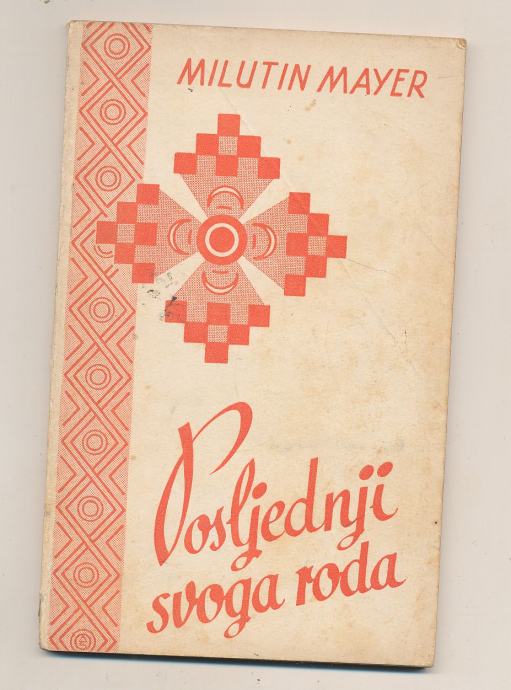 MILUTIN MAYER
Posljednji
svoga roda